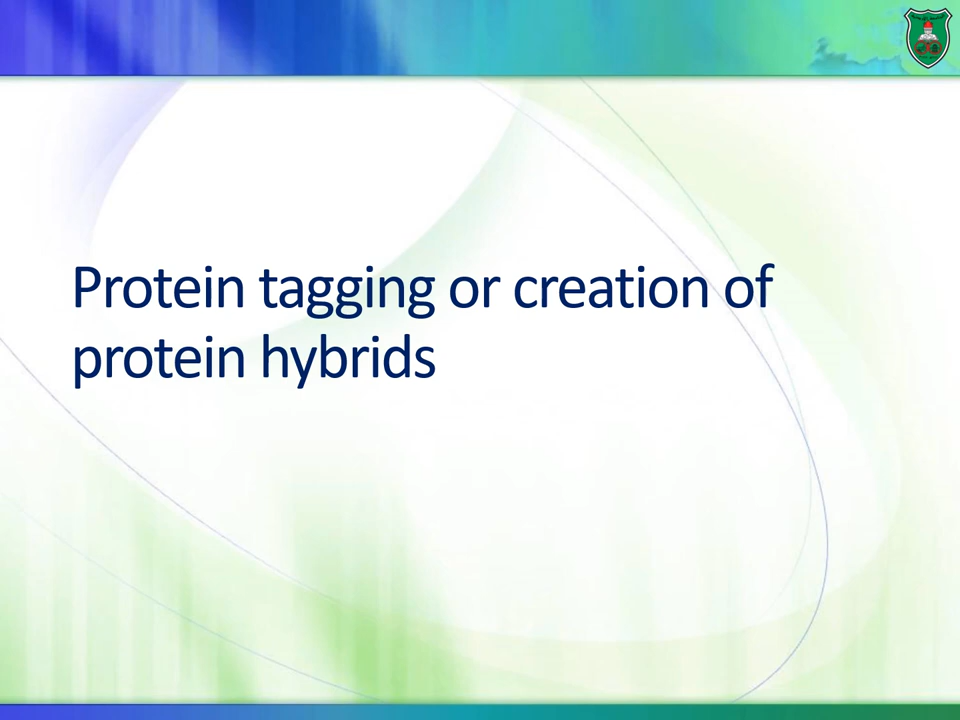 Protein tagging or creation of
protein hybrids